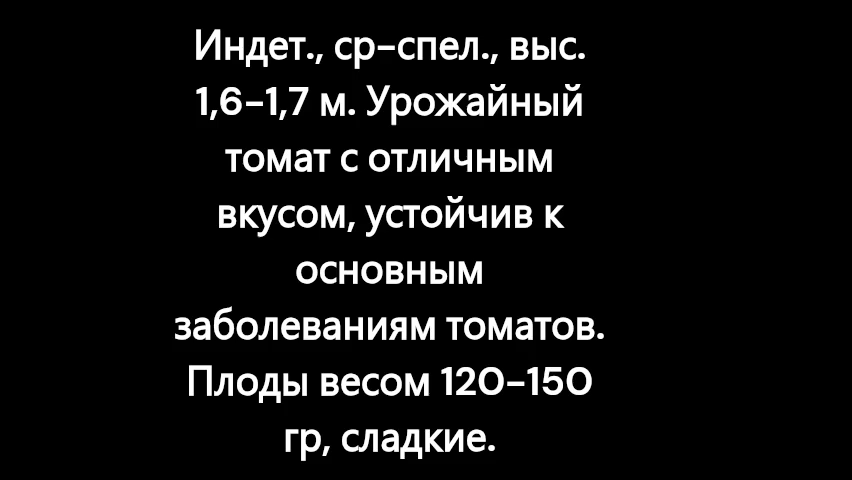 Индет., ср-спел., выс.
1,6-1,7 м. Урожайный
томат с отличным
вкусом, устойчив к
основным
заболеваниям томатов.
Плоды весом 120-150
гр, сладкие.